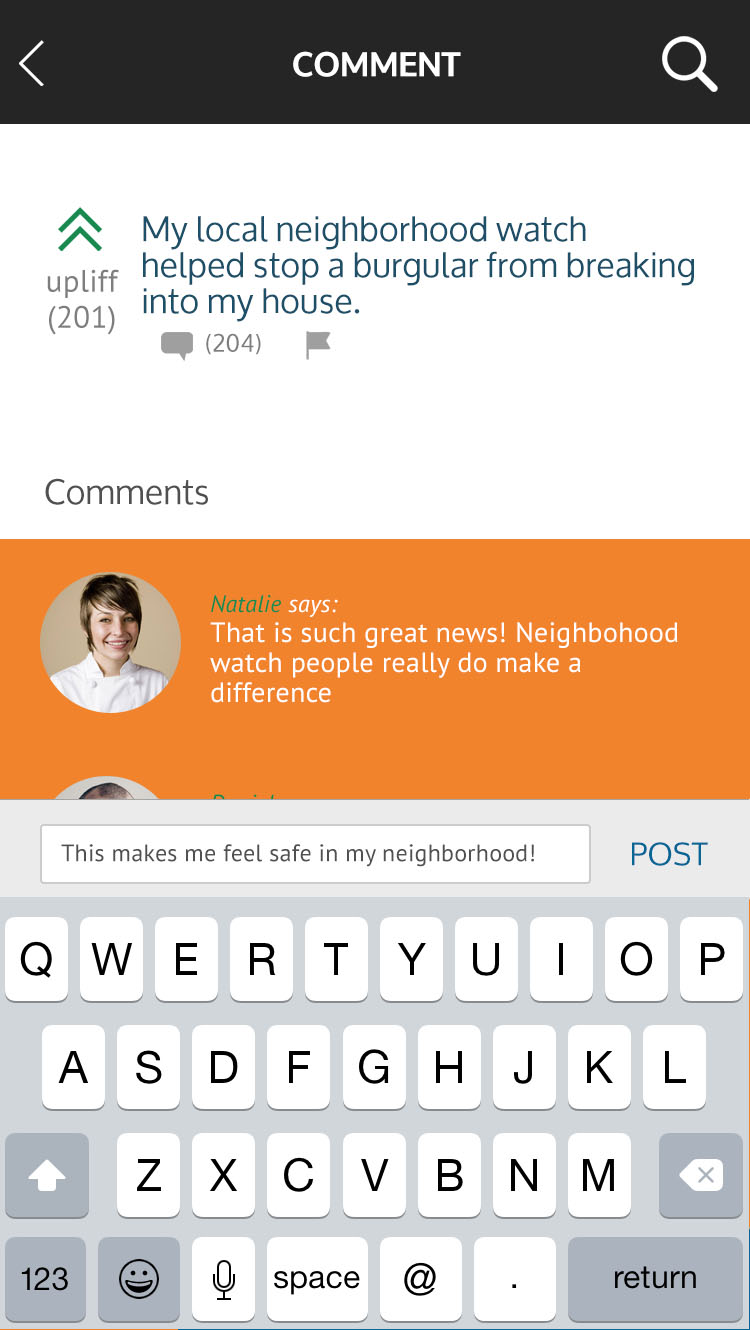 COMMENT
My local neighborhood watch
helped stop a burgular from breaking
into my house.
upliff
(201)
(204)
Comments
Natalie says:
That is such great news! Neighbohood
watch people really do make a
difference
This makes me feel safe in my neighborhood!
POST
Q W E R T Y U I O P
A S D F G H J K L
Z X C V B N M
123 space @ . return